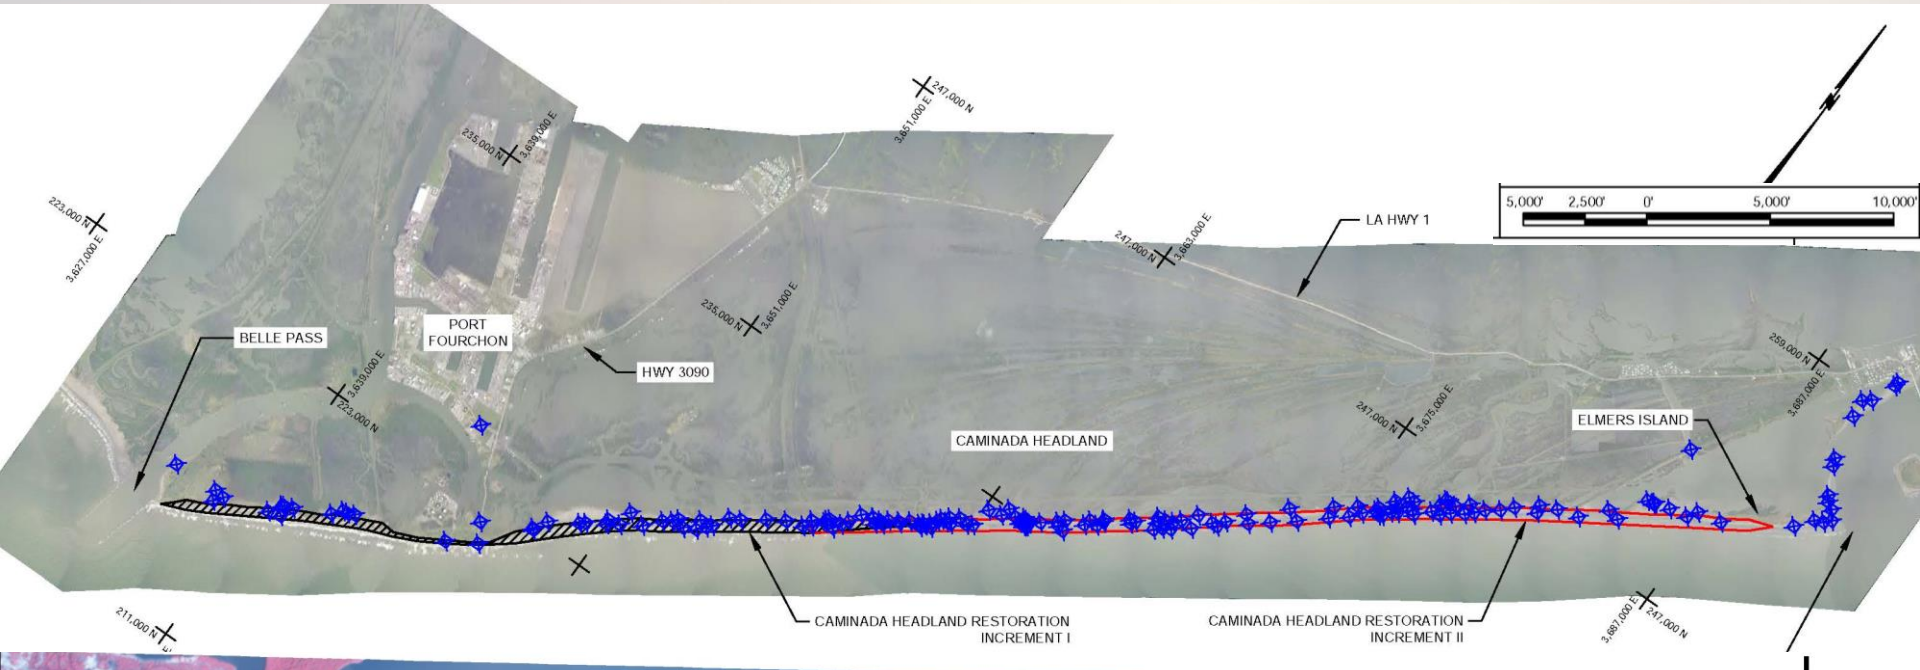 247,000 N
3,651,000 E
235,000 N
3,639,000 E
5,000' 2,500' 0' 5,000' 10,000'
223,000 N
3,627,000 E
LA HWY 1
247,000 N
3,663,000 E
235,000 N
3,651,000 E
BELLE PASS
PORT
FOURCHON
HWY 3090
259,000 N
3,687,000 E
3,639,000 E
223,000 N
247,000 N
3,675,000 E
ELMERS ISLAND
CAMINADA HEADLAND
211,000 N
CAMINADA HEADLAND RESTORATION
INCREMENT I
CAMINADA HEADLAND RESTORATION
INCREMENT II
3,687,000 E
247,000 N